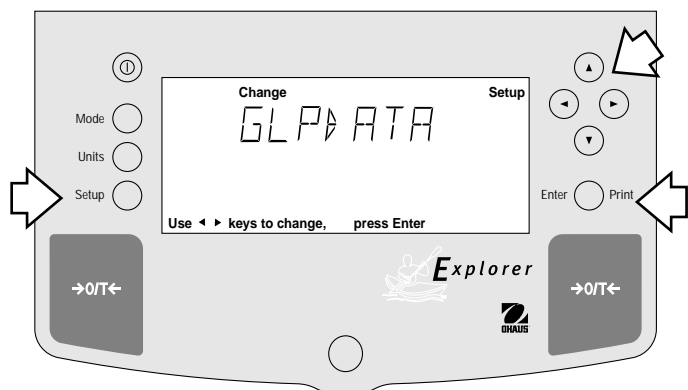 Change Setup
GLP DATA
Mode
Units
Setup
Enter Print
Use ◄ ► keys to change, press Enter
→0/T←
Explorer
→0/T←
OHAUS